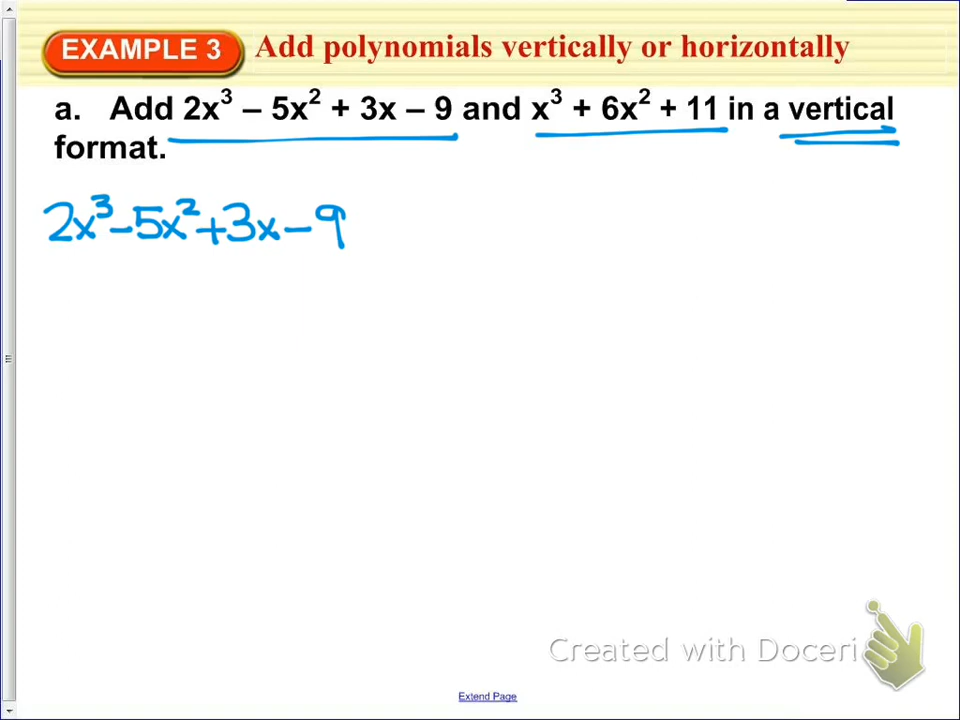 EXAMPLE 3 Add polynomials vertically or horizontally
a. Add 2x³ – 5x² + 3x – 9 and x³ + 6x² + 11 in a vertical
format.
2x³-5x²+3x-9
Created with Doceri
Extend Page